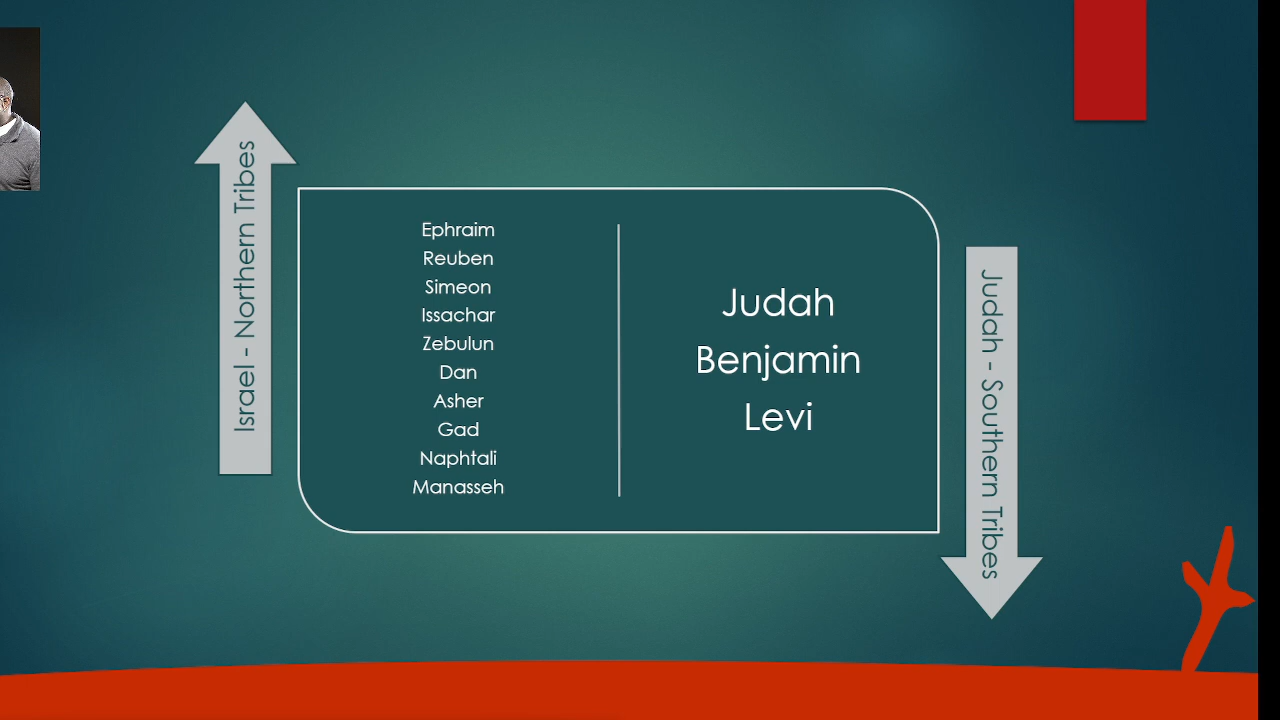 Israel - Northern Tribes
Ephraim
Reuben
Simeon
Issachar
Zebulun
Dan
Asher
Gad
Naphtali
Manasseh
Judah
Benjamin
Levi
Judah - Southern Tribes